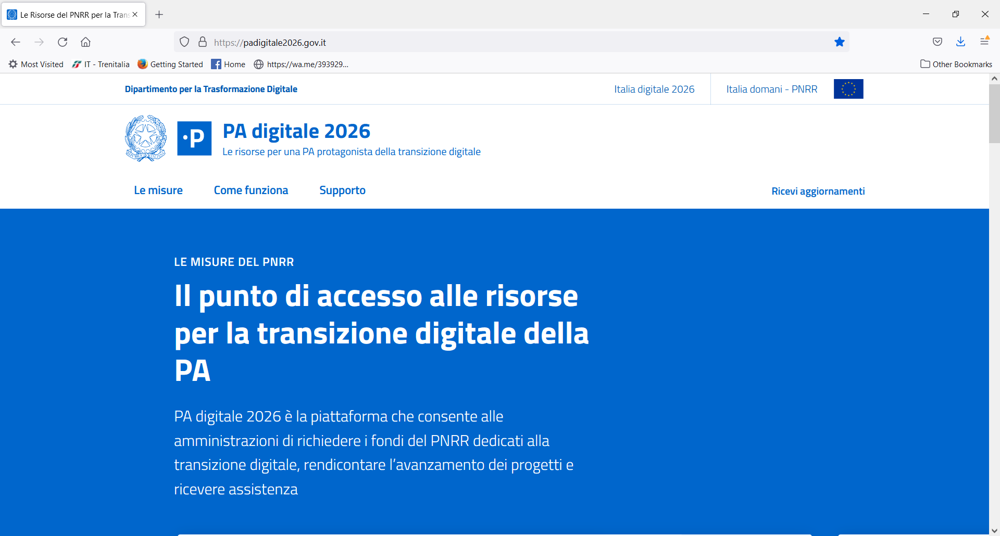 Le Risorse del PNRR per la Trans
https://padigitale2026.gov.it
Most Visited
IT - Trenitalia
Getting Started
Home
https://wa.me/393929...
Other Bookmarks
Dipartimento per la Trasformazione Digitale
Italia digitale 2026
Italia domani - PNRR
REPVBBLICA ITALIANA
·P
PA digitale 2026
Le risorse per una PA protagonista della transizione digitale
Le misure
Come funziona
Supporto
Ricevi aggiornamenti
LE MISURE DEL PNRR
Il punto di accesso alle risorse
per la transizione digitale della
PA
PA digitale 2026 è la piattaforma che consente alle
amministrazioni di richiedere i fondi del PNRR dedicati alla
transizione digitale, rendicontare l’avanzamento dei progetti e
ricevere assistenza